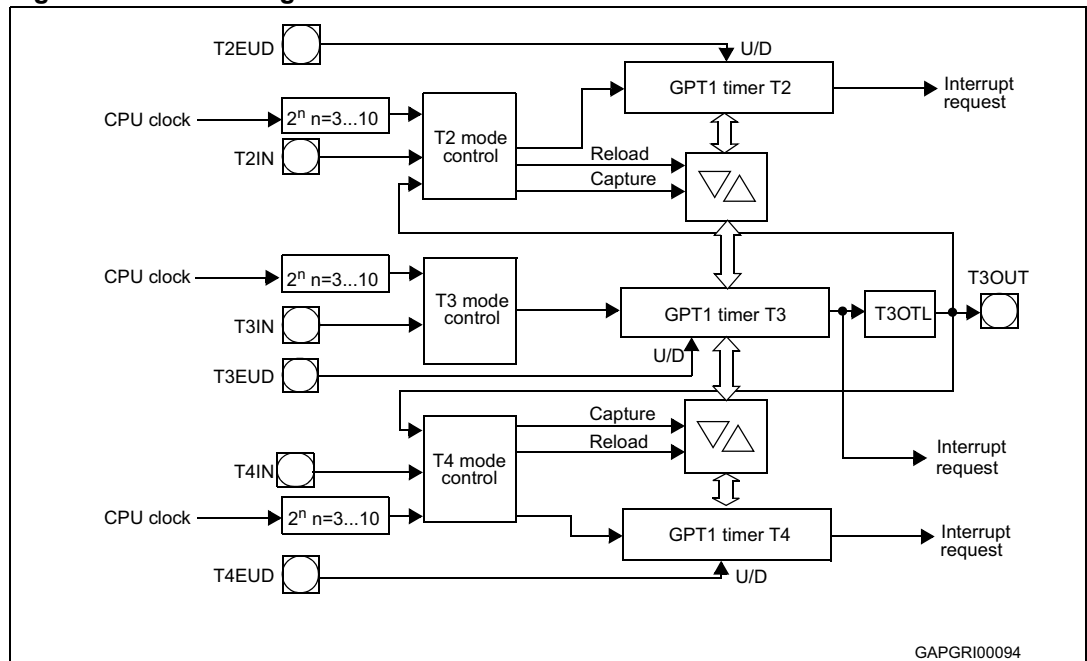 T2EUD
U/D
GPT1 timer T2
Interrupt
request
CPU clock
2ⁿ n=3...10
T2 mode
control
T2IN
Reload
Capture
CPU clock
2ⁿ n=3...10
T3 mode
control
T3IN
GPT1 timer T3
T3OTL
T3OUT
U/D
T3EUD
Capture
Reload
T4 mode
control
Interrupt
request
T4IN
CPU clock
2ⁿ n=3...10
GPT1 timer T4
Interrupt
request
T4EUD
U/D
GAPGRI00094